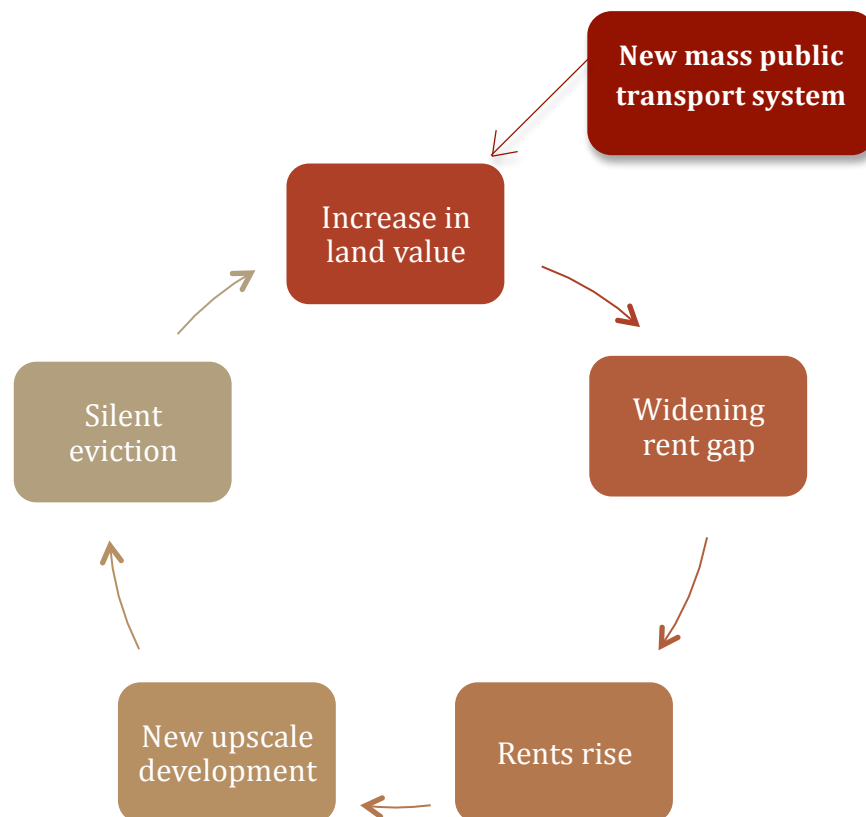 New mass public
transport system
Increase in
land value
Widening
rent gap
Rents rise
New upscale
development
Silent
eviction